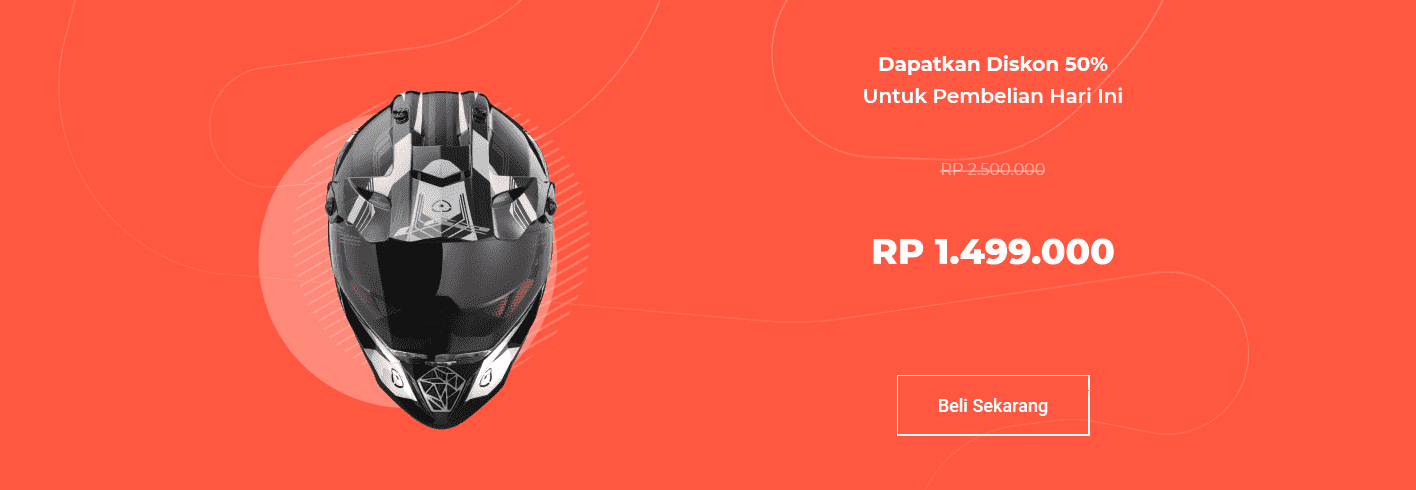 Dapatkan Diskon 50%
Untuk Pembelian Hari Ini
RP 2.500.000
RP 1.499.000
Beli Sekarang